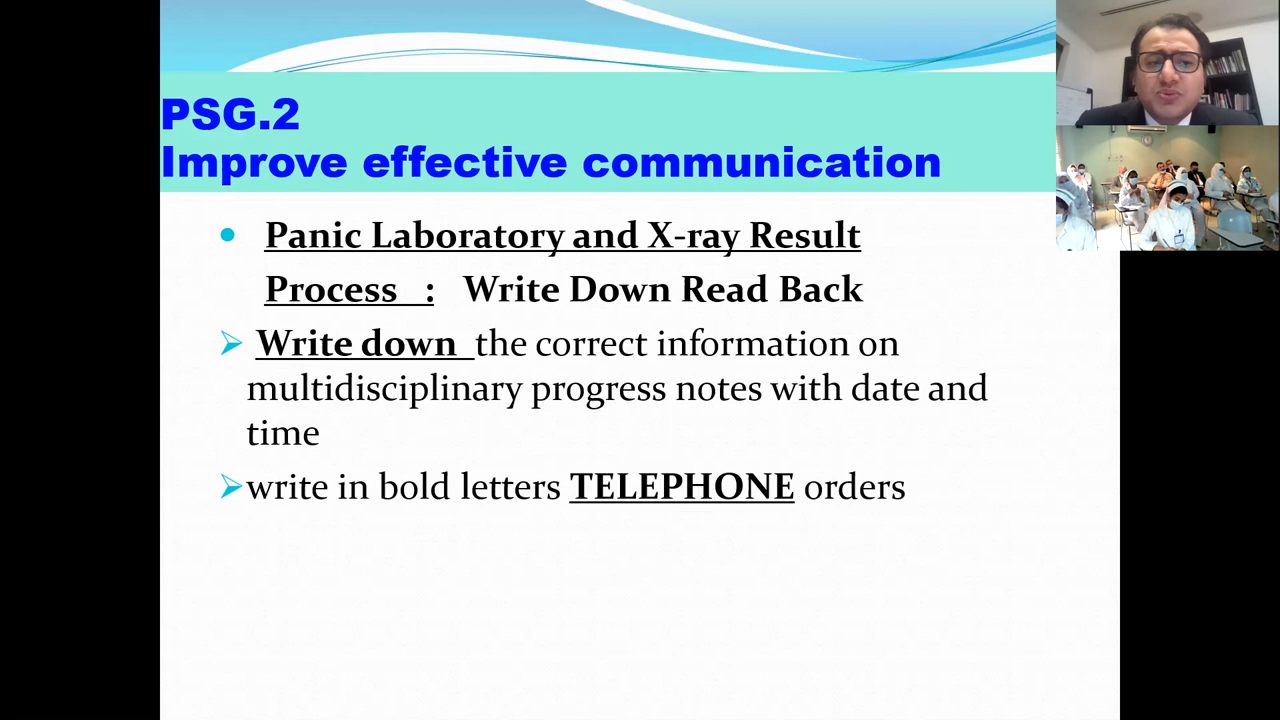 PSG.2
Improve effective communication
Panic Laboratory and X-ray Result
Process : Write Down Read Back
Write down the correct information on
multidisciplinary progress notes with date and
time
write in bold letters TELEPHONE orders